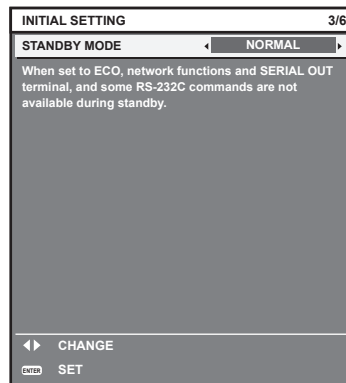 INITIAL SETTING 3/6
STANDBY MODE NORMAL
When set to ECO, network functions and SERIAL OUT
terminal, and some RS-232C commands are not
available during standby.
CHANGE
ENTER SET